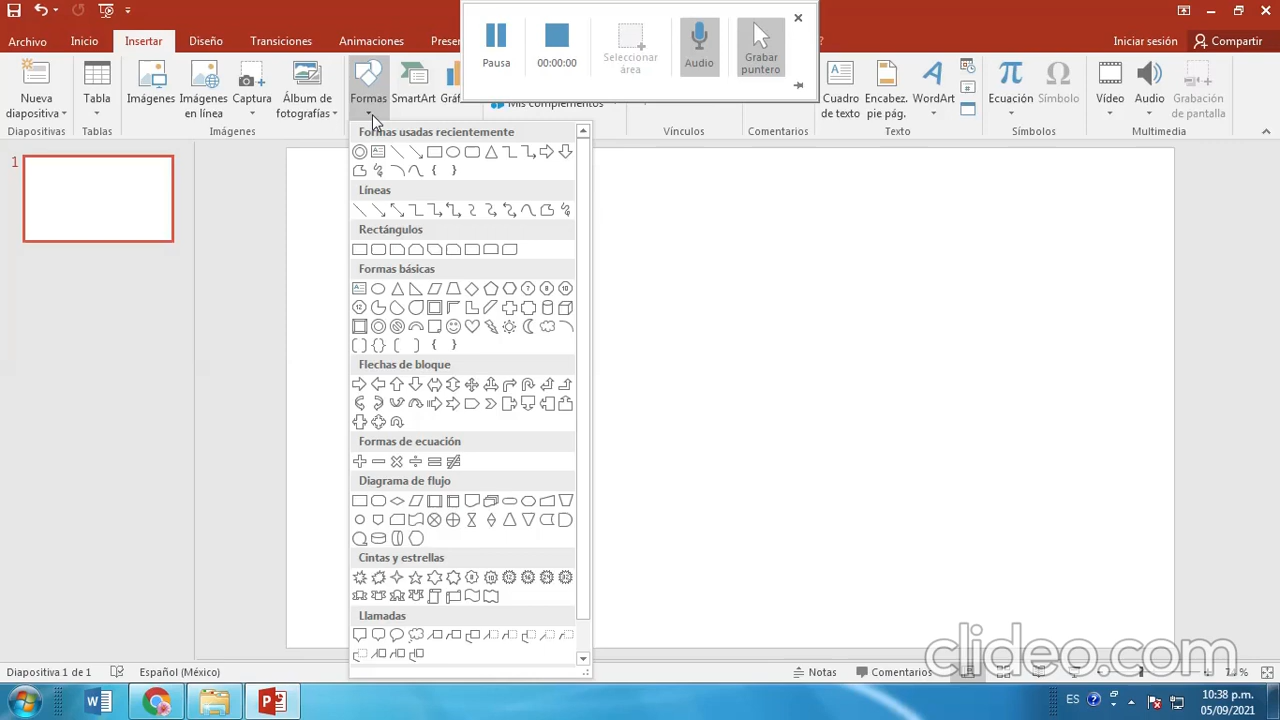 Archivo Inicio Insertar Diseño Transiciones Animaciones Presen ?
Iniciar sesión Compartir
Pausa 00:00:00 Seleccionar área Audio Grabar puntero
Nueva diapositiva Tabla Imágenes Imágenes en línea Captura Álbum de fotografías Formas SmartArt Gráf Mis complementos Cuadro de texto Encabez. pie pág. WordArt Ecuación Símbolo Vídeo Audio Grabación de pantalla
Diapositivas Tablas Imágenes Vínculos Comentarios Texto Símbolos Multimedia
Formas usadas recientemente
1
Líneas
Rectángulos
Formas básicas
Flechas de bloque
Formas de ecuación
Diagrama de flujo
Cintas y estrellas
Llamadas
clideo.com
Diapositiva 1 de 1 Español (México) Notas Comentarios
ES 10:38 p.m.
05/09/2021